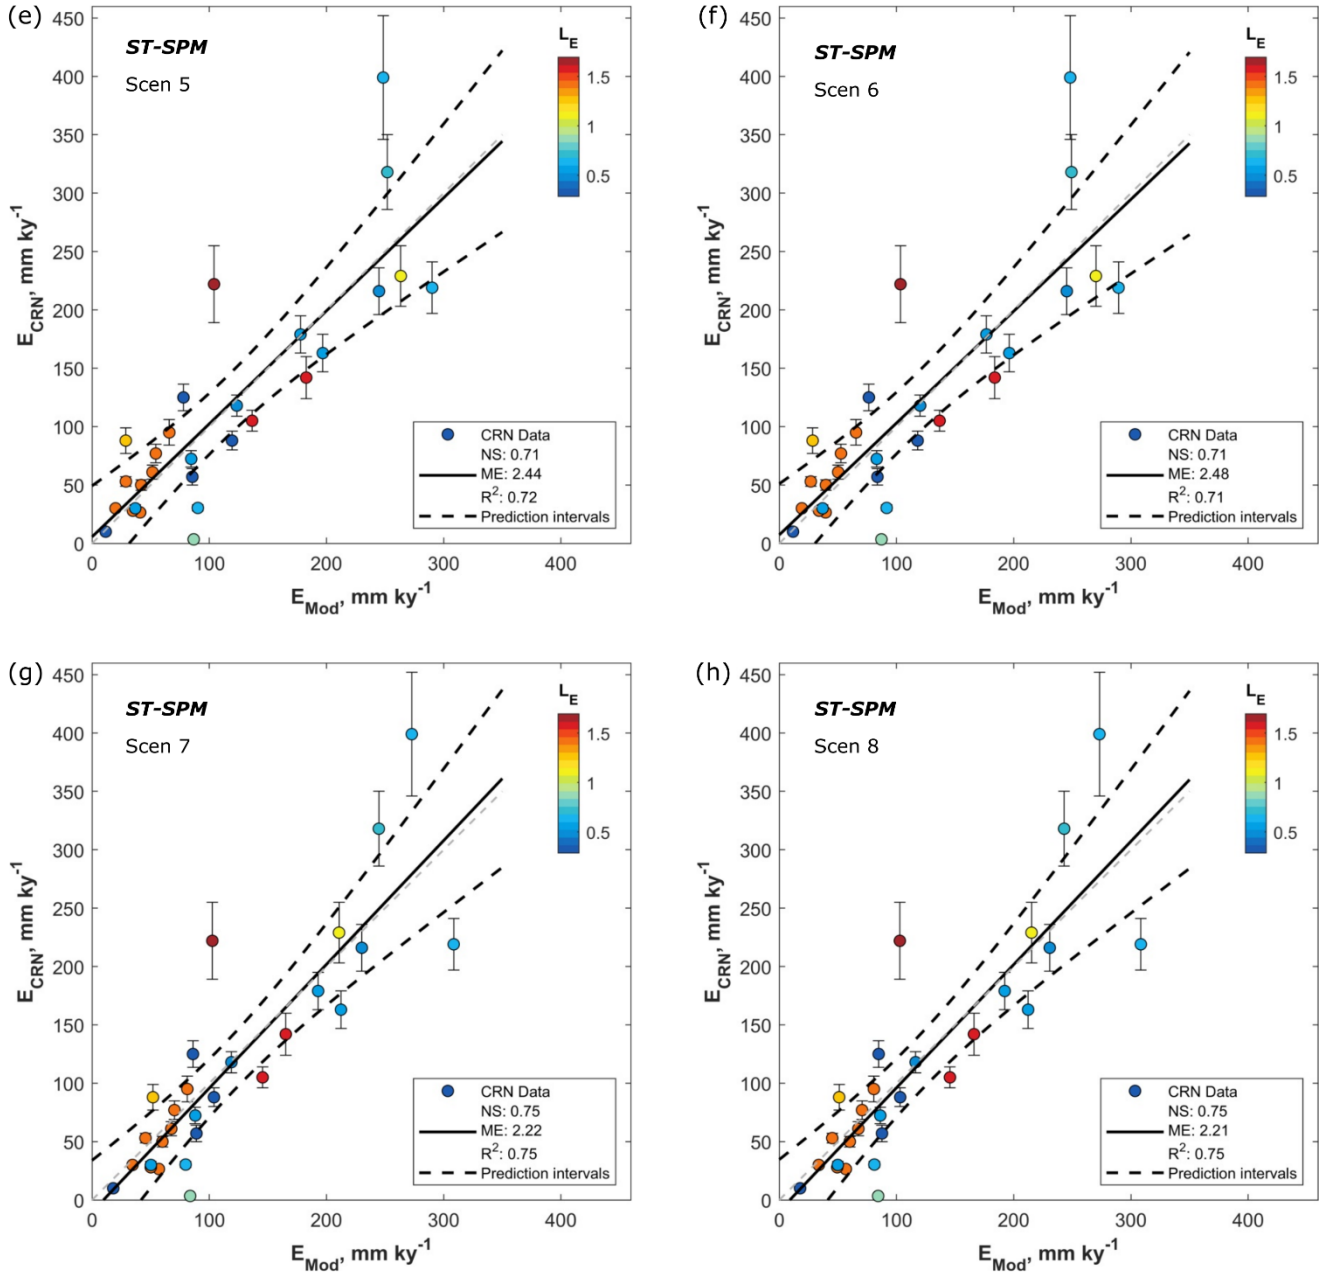 (e)
ST-SPM
Scen 5
L_E
1.5
1
0.5
450
400
350
300
250
200
150
100
50
0
E_CRN, mm ky^-1
CRN Data
NS: 0.71
ME: 2.44
R^2: 0.72
Prediction intervals
0 100 200 300 400
E_Mod, mm ky^-1
(f)
ST-SPM
Scen 6
L_E
1.5
1
0.5
450
400
350
300
250
200
150
100
50
0
E_CRN, mm ky^-1
CRN Data
NS: 0.71
ME: 2.48
R^2: 0.71
Prediction intervals
0 100 200 300 400
E_Mod, mm ky^-1
(g)
ST-SPM
Scen 7
L_E
1.5
1
0.5
450
400
350
300
250
200
150
100
50
0
E_CRN, mm ky^-1
CRN Data
NS: 0.75
ME: 2.22
R^2: 0.75
Prediction intervals
0 100 200 300 400
E_Mod, mm ky^-1
(h)
ST-SPM
Scen 8
L_E
1.5
1
0.5
450
400
350
300
250
200
150
100
50
0
E_CRN, mm ky^-1
CRN Data
NS: 0.75
ME: 2.21
R^2: 0.75
Prediction intervals
0 100 200 300 400
E_Mod, mm ky^-1